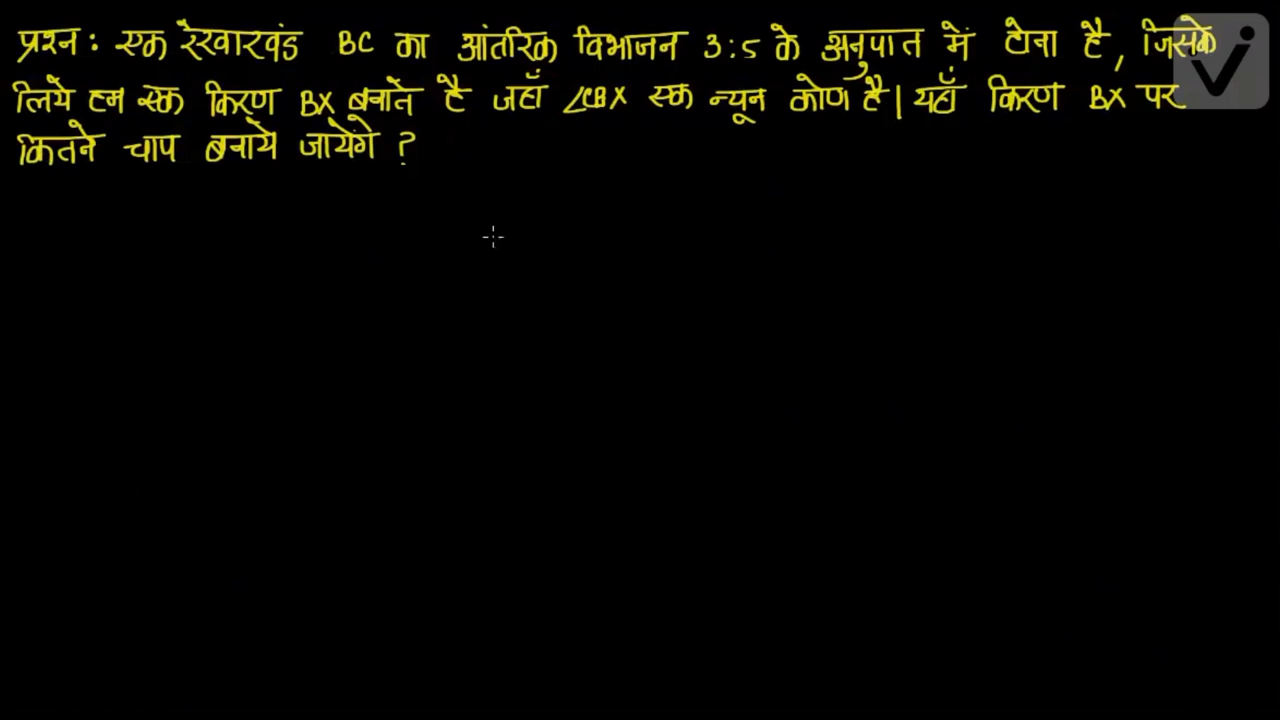 प्रश्न : एक रेखाखंड BC का आंतरिक विभाजन 3:5 के अनुपात में होना है, जिसके
लिये हम एक किरण BX बनाते है जहाँ ∠CBX एक न्यून कोण है। यहाँ किरण BX पर
कितने चाप बनाये जायेंगे ?